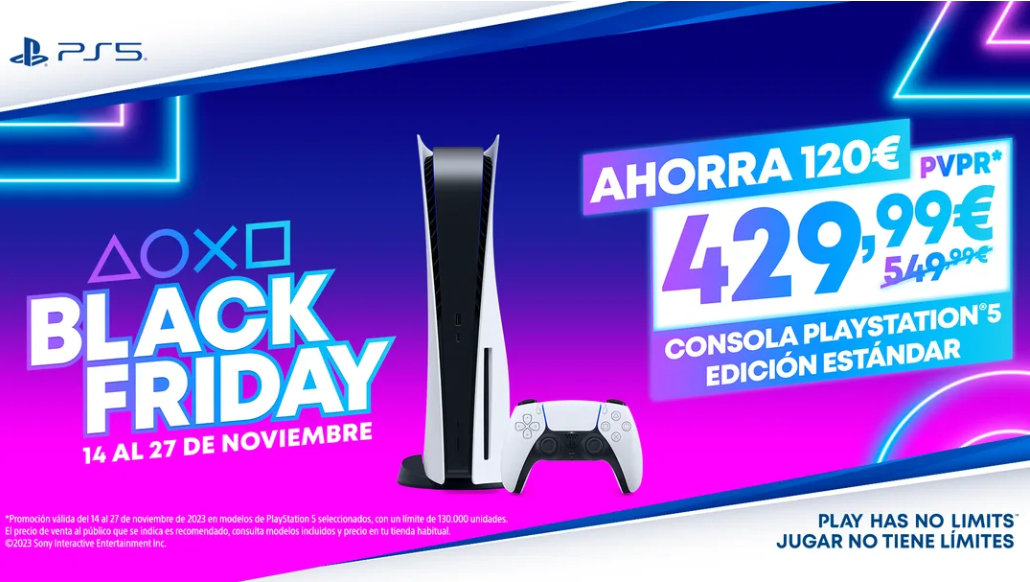 PS5
AHORRA 120€
PVPR*
429,99€
549,99€
CONSOLA PLAYSTATION®5
EDICIÓN ESTÁNDAR
BLACK
FRIDAY
14 AL 27 DE NOVIEMBRE
*Promoción válida del 14 al 27 de noviembre de 2023 en modelos de PlayStation 5 seleccionados, con un límite de 130.000 unidades.
El precio de venta al público que se indica es recomendado, consulta modelos incluidos y precio en tu tienda habitual.
©2023 Sony Interactive Entertainment Inc.
PLAY HAS NO LIMITS™
JUGAR NO TIENE LÍMITES